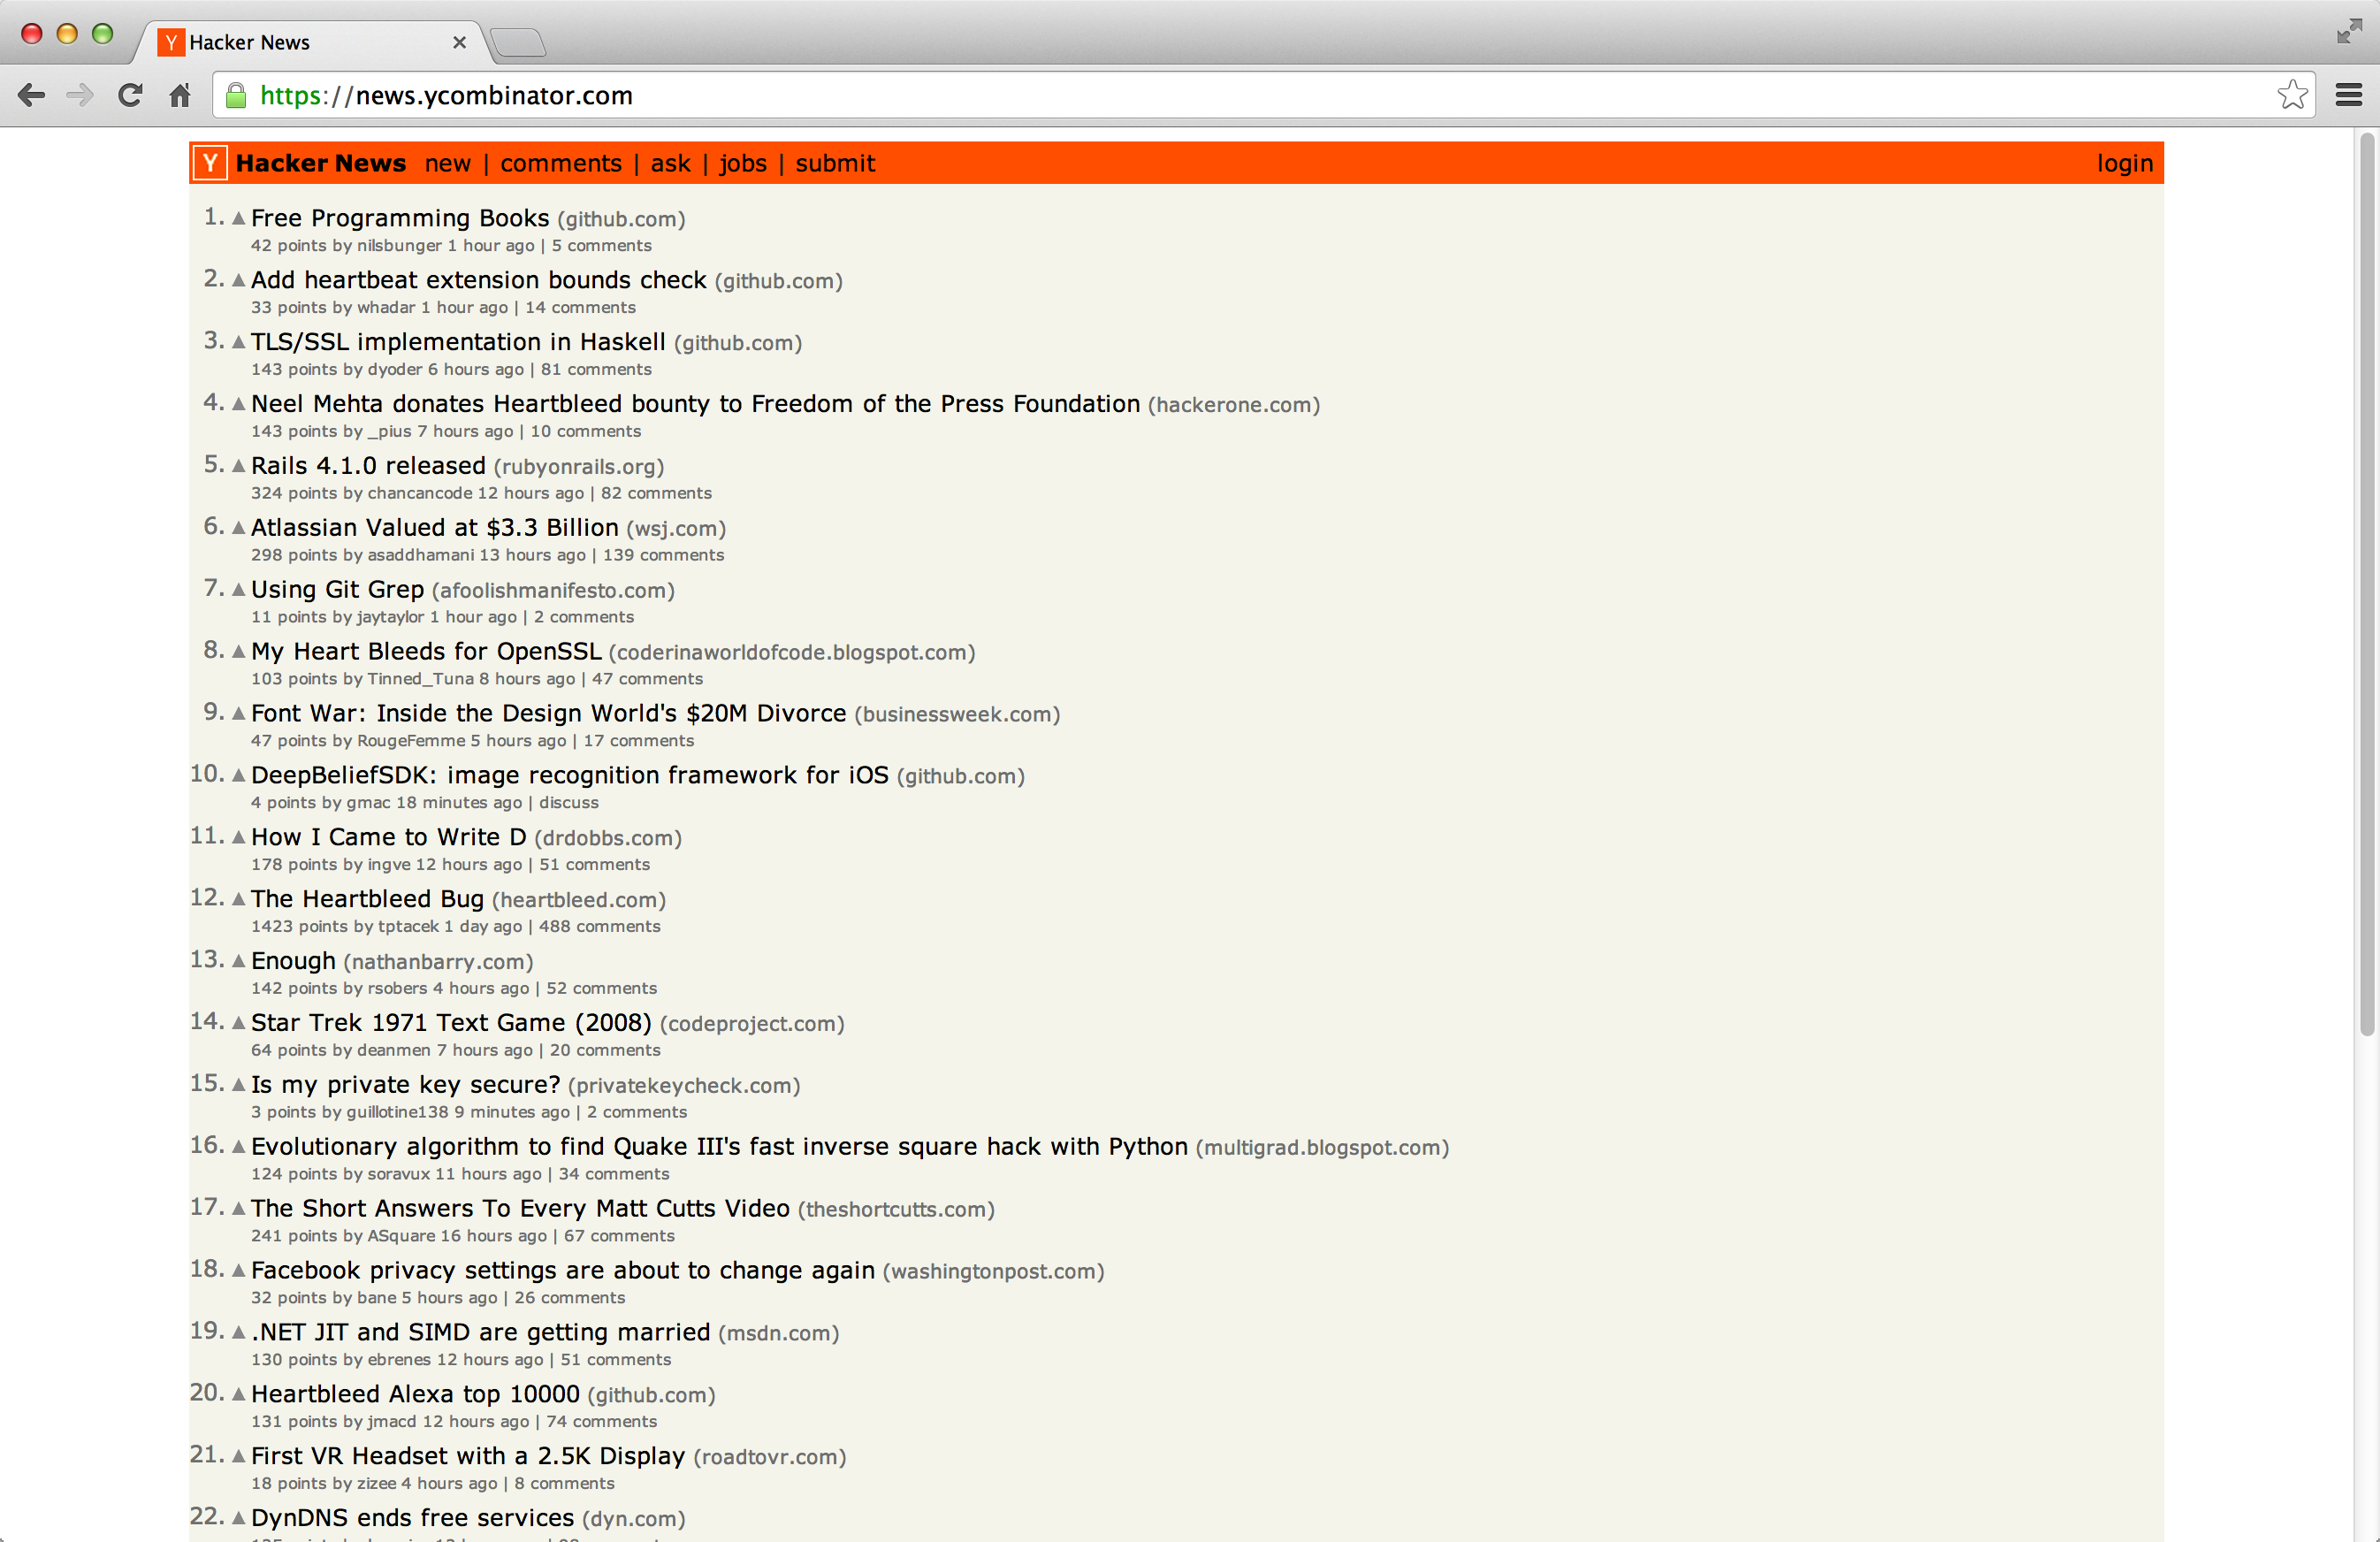 Y Hacker News
https://news.ycombinator.com
Y Hacker News new | comments | ask | jobs | submit login
1. Free Programming Books (github.com)
42 points by nilsbunger 1 hour ago | 5 comments
2. Add heartbeat extension bounds check (github.com)
33 points by whadar 1 hour ago | 14 comments
3. TLS/SSL implementation in Haskell (github.com)
143 points by dyoder 6 hours ago | 81 comments
4. Neel Mehta donates Heartbleed bounty to Freedom of the Press Foundation (hackerone.com)
143 points by _pius 7 hours ago | 10 comments
5. Rails 4.1.0 released (rubyonrails.org)
324 points by chancancode 12 hours ago | 82 comments
6. Atlassian Valued at $3.3 Billion (wsj.com)
298 points by asaddhamani 13 hours ago | 139 comments
7. Using Git Grep (afoolishmanifesto.com)
11 points by jaytaylor 1 hour ago | 2 comments
8. My Heart Bleeds for OpenSSL (coderinaworldofcode.blogspot.com)
103 points by Tinned_Tuna 8 hours ago | 47 comments
9. Font War: Inside the Design World's $20M Divorce (businessweek.com)
47 points by RougeFemme 5 hours ago | 17 comments
10. DeepBeliefSDK: image recognition framework for iOS (github.com)
4 points by gmac 18 minutes ago | discuss
11. How I Came to Write D (drdobbs.com)
178 points by ingve 12 hours ago | 51 comments
12. The Heartbleed Bug (heartbleed.com)
1423 points by tptacek 1 day ago | 488 comments
13. Enough (nathanbarry.com)
142 points by rsobers 4 hours ago | 52 comments
14. Star Trek 1971 Text Game (2008) (codeproject.com)
64 points by deanmen 7 hours ago | 20 comments
15. Is my private key secure? (privatekeycheck.com)
3 points by guillotine138 9 minutes ago | 2 comments
16. Evolutionary algorithm to find Quake III's fast inverse square hack with Python (multigrad.blogspot.com)
124 points by soravux 11 hours ago | 34 comments
17. The Short Answers To Every Matt Cutts Video (theshortcutts.com)
241 points by ASquare 16 hours ago | 67 comments
18. Facebook privacy settings are about to change again (washingtonpost.com)
32 points by bane 5 hours ago | 26 comments
19. .NET JIT and SIMD are getting married (msdn.com)
130 points by ebrenes 12 hours ago | 51 comments
20. Heartbleed Alexa top 10000 (github.com)
131 points by jmacd 12 hours ago | 74 comments
21. First VR Headset with a 2.5K Display (roadtovr.com)
18 points by zizee 4 hours ago | 8 comments
22. DynDNS ends free services (dyn.com)